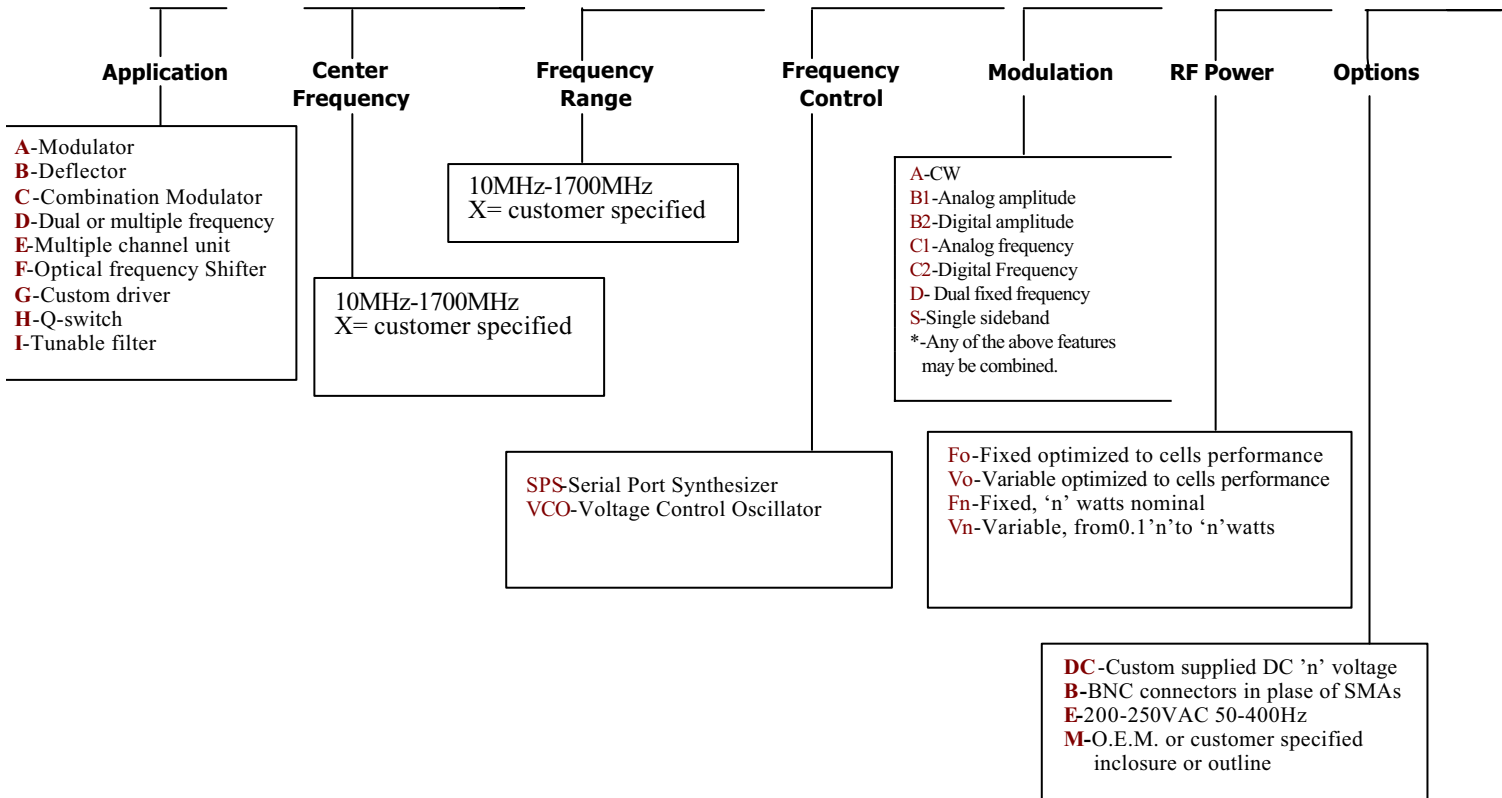 Application
Center
Frequency
Frequency
Range
Frequency
Control
Modulation
RF Power
Options
A-Modulator
B-Deflector
C-Combination Modulator
D-Dual or multiple frequency
E-Multiple channel unit
F-Optical frequency Shifter
G-Custom driver
H-Q-switch
I-Tunable filter
10MHz-1700MHz
X= customer specified
10MHz-1700MHz
X= customer specified
SPS-Serial Port Synthesizer
VCO-Voltage Control Oscillator
A-CW
B1-Analog amplitude
B2-Digital amplitude
C1-Analog frequency
C2-Digital Frequency
D- Dual fixed frequency
S-Single sideband
*-Any of the above features
may be combined.
Fo-Fixed optimized to cells performance
Vo-Variable optimized to cells performance
Fn-Fixed, ‘n’ watts nominal
Vn-Variable, from0.1’n’to ‘n’watts
DC-Custom supplied DC ’n’ voltage
B-BNC connectors in plase of SMAs
E-200-250VAC 50-400Hz
M-O.E.M. or customer specified
inclosure or outline